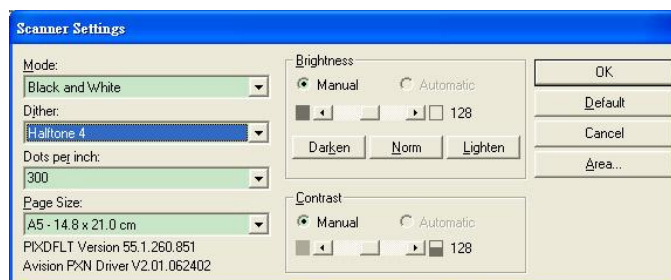 Scanner Settings
Mode:
Black and White
Dither:
Halftone 4
Dots per inch:
300
Page Size:
A5 - 14.8 x 21.0 cm
PIXDFLT Version 55.1.260.851
Avision PXN Driver V2.01.062402
Brightness
Manual Automatic
128
Darken Norm Lighten
Contrast
Manual Automatic
128
OK
Default
Cancel
Area...